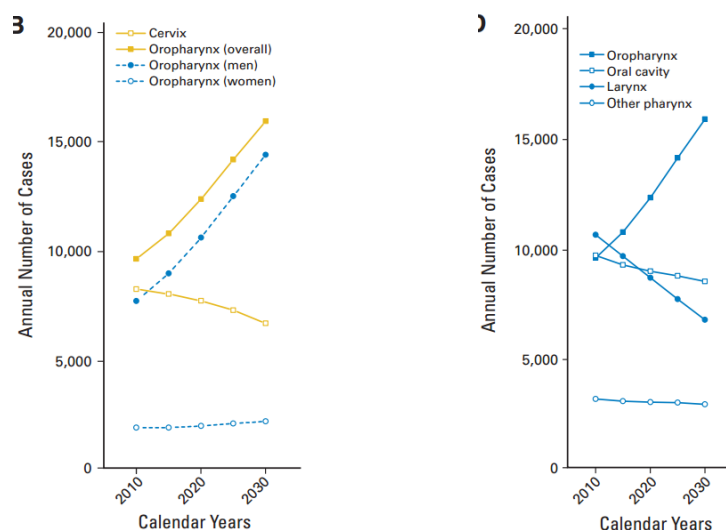 B
20,000
15,000
10,000
5,000
0
Annual Number of Cases
Cervix
Oropharynx (overall)
Oropharynx (men)
Oropharynx (women)
2010
2020
2030
Calendar Years
D
20,000
15,000
10,000
5,000
0
Annual Number of Cases
Oropharynx
Oral cavity
Larynx
Other pharynx
2010
2020
2030
Calendar Years